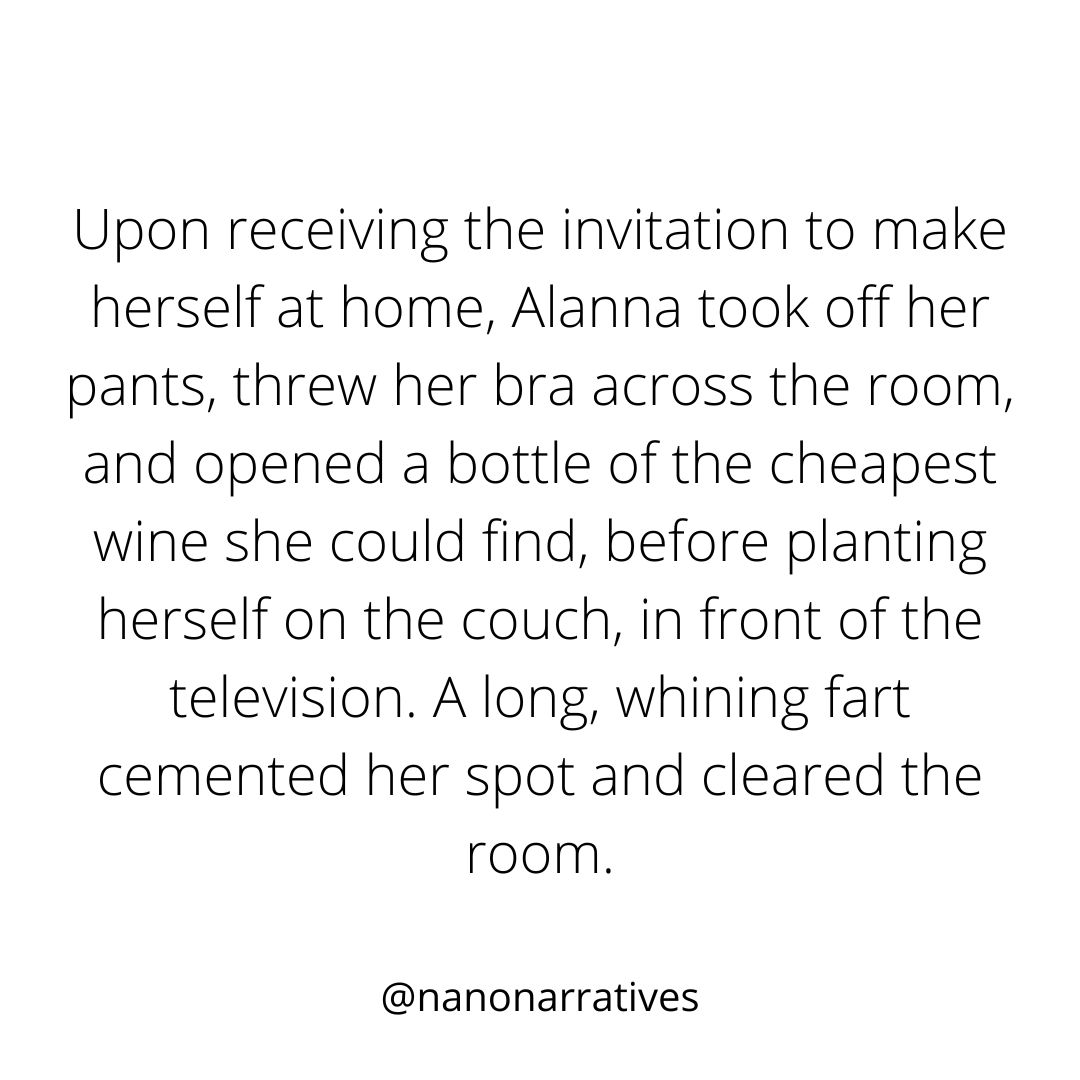 Upon receiving the invitation to make
herself at home, Alanna took off her
pants, threw her bra across the room,
and opened a bottle of the cheapest
wine she could find, before planting
herself on the couch, in front of the
television. A long, whining fart
cemented her spot and cleared the
room.
@nanonarratives